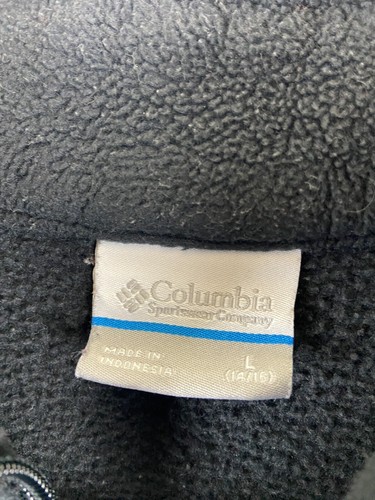 Columbia
Sportswear Company
MADE IN
INDONESIA
L
(14/16)